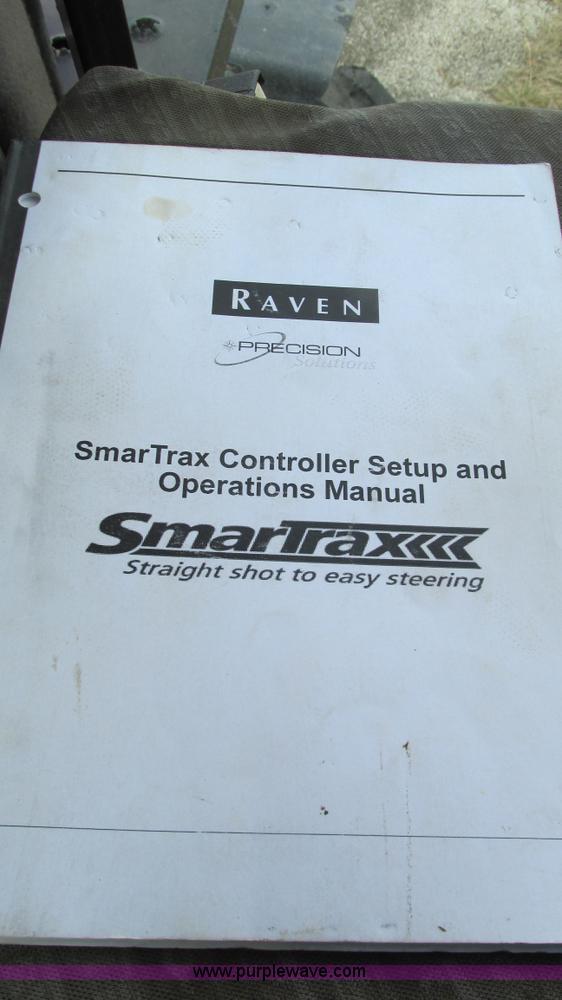 RAVEN
PRECISION
Solutions
SmarTrax Controller Setup and
Operations Manual
SmarTrax
Straight shot to easy steering
www.purplewave.com